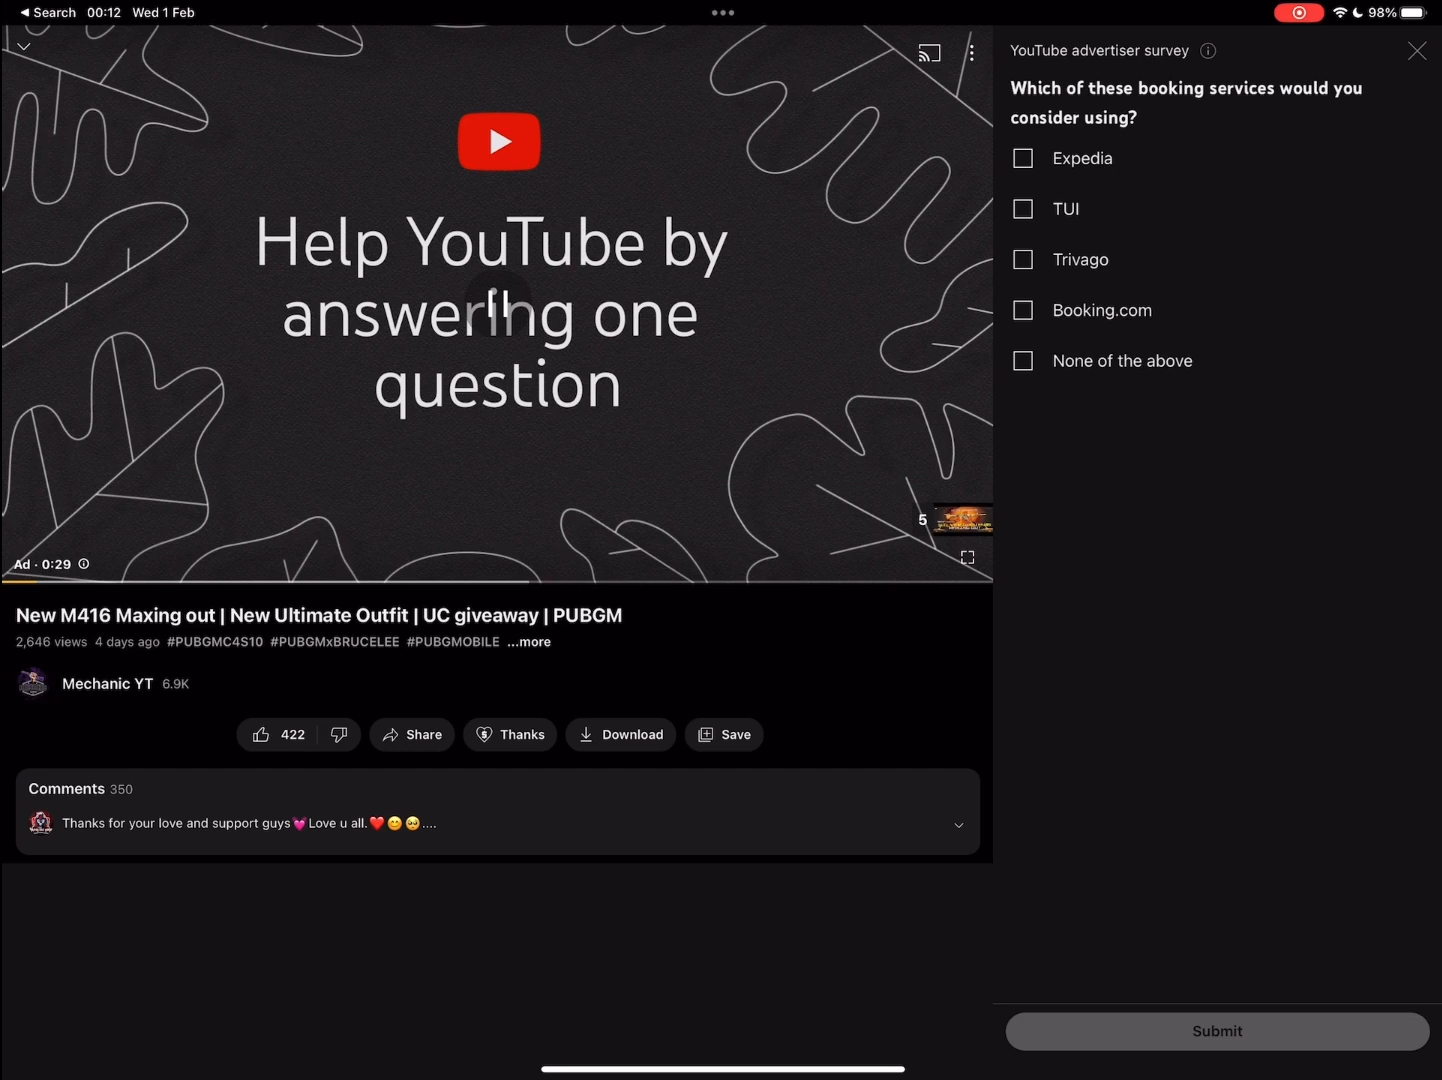 Search 00:12 Wed 1 Feb
98%
Help YouTube by
answering one
question
5
Ad · 0:29
New M416 Maxing out | New Ultimate Outfit | UC giveaway | PUBGM
2,646 views 4 days ago #PUBGMC4S10 #PUBGMxBRUCELEE #PUBGMOBILE ...more
Mechanic YT 6.9K
422
Share
Thanks
Download
Save
Comments 350
Thanks for your love and support guys💓Love u all.❤️😊🥺....
YouTube advertiser survey
Which of these booking services would you
consider using?
Expedia
TUI
Trivago
Booking.com
None of the above
Submit